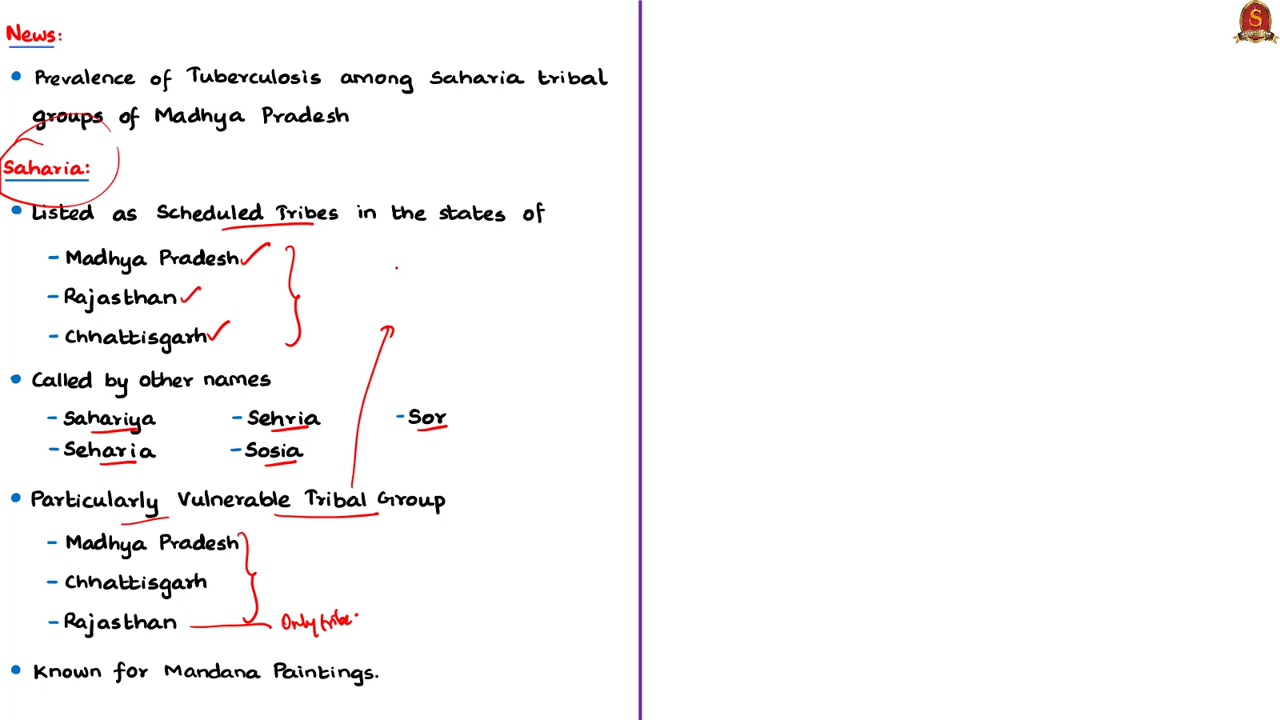 News:
• Prevalence of Tuberculosis among Saharia tribal
groups of Madhya Pradesh
Saharia:
• Listed as Scheduled Tribes in the states of
- Madhya Pradesh
- Rajasthan
- Chhattisgarh
• Called by other names
- Sahariya - Sehria - Sor
- Seharia - Sosia
• Particularly Vulnerable Tribal Group
- Madhya Pradesh
- Chhattisgarh
- Rajasthan Only tribe.
• Known for Mandana Paintings.
S